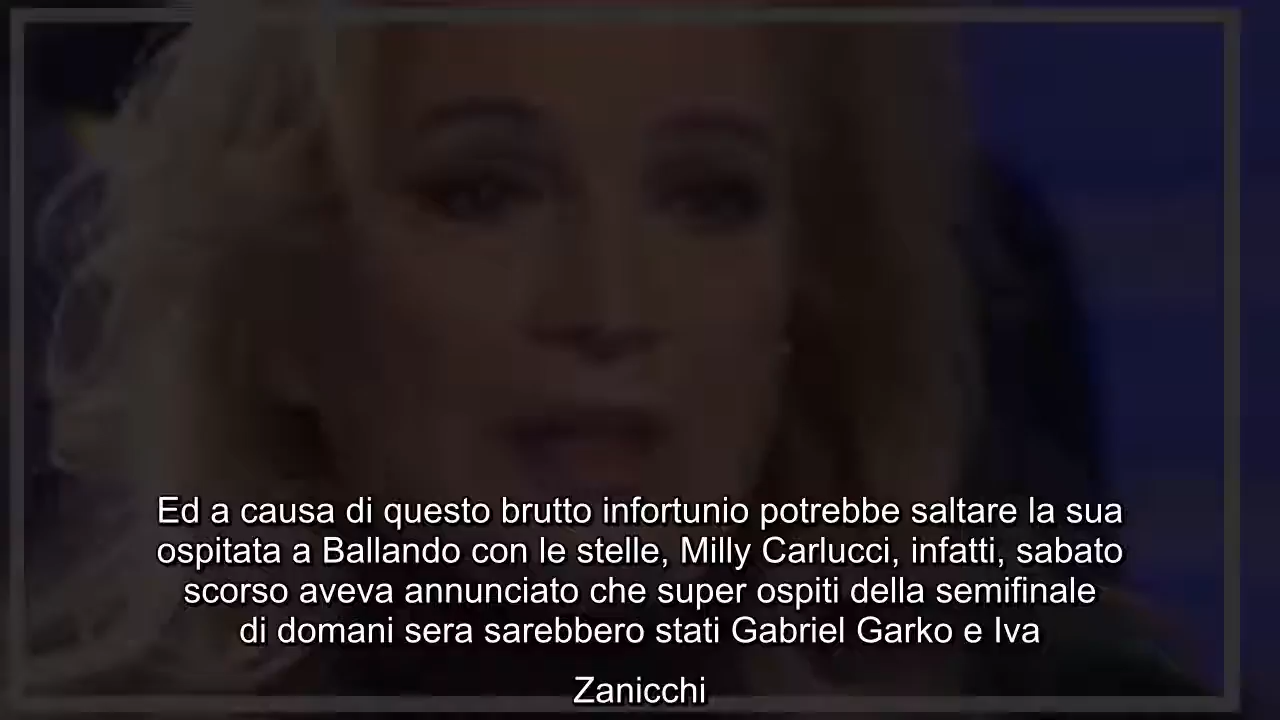 Ed a causa di questo brutto infortunio potrebbe saltare la sua
ospitata a Ballando con le stelle, Milly Carlucci, infatti, sabato
scorso aveva annunciato che super ospiti della semifinale
di domani sera sarebbero stati Gabriel Garko e Iva
Zanicchi